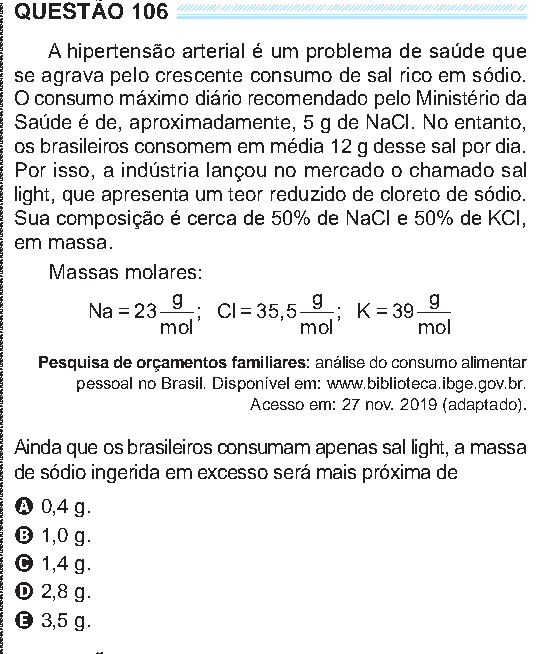 QUESTÃO 106
A hipertensão arterial é um problema de saúde que
se agrava pelo crescente consumo de sal rico em sódio.
O consumo máximo diário recomendado pelo Ministério da
Saúde é de, aproximadamente, 5 g de NaCl. No entanto,
os brasileiros consomem em média 12 g desse sal por dia.
Por isso, a indústria lançou no mercado o chamado sal
light, que apresenta um teor reduzido de cloreto de sódio.
Sua composição é cerca de 50% de NaCl e 50% de KCl,
em massa.
Massas molares:
Na = 23 g/mol; Cl = 35,5 g/mol; K = 39 g/mol
Pesquisa de orçamentos familiares: análise do consumo alimentar
pessoal no Brasil. Disponível em: www.biblioteca.ibge.gov.br.
Acesso em: 27 nov. 2019 (adaptado).
Ainda que os brasileiros consumam apenas sal light, a massa
de sódio ingerida em excesso será mais próxima de
A 0,4 g.
B 1,0 g.
C 1,4 g.
D 2,8 g.
E 3,5 g.